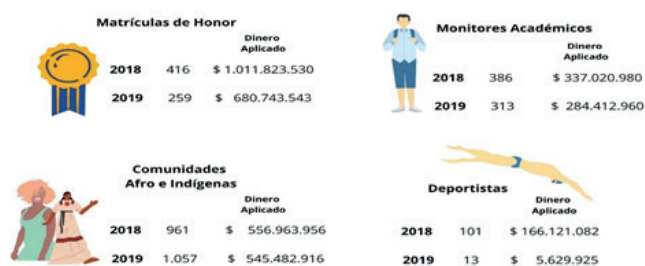 Matrículas de Honor
Dinero
Aplicado
2018 416 $ 1.011.823.530
2019 259 $ 680.743.543
Monitores Académicos
Dinero
Aplicado
2018 386 $ 337.020.980
2019 313 $ 284.412.960
Comunidades
Afro e Indígenas
Dinero
Aplicado
2018 961 $ 556.963.956
2019 1.057 $ 545.482.916
Deportistas
Dinero
Aplicado
2018 101 $ 166.121.082
2019 13 $ 5.629.925